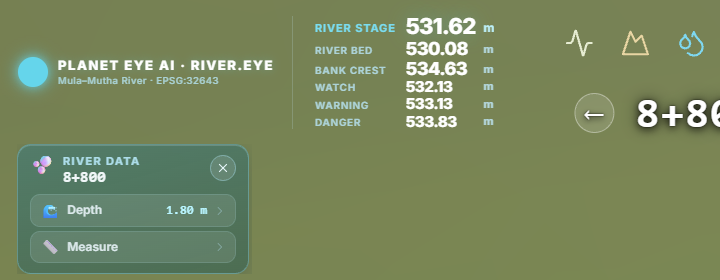 PLANET EYE AI · RIVER.EYE
Mula–Mutha River · EPSG:32643
RIVER STAGE 531.62 m
RIVER BED 530.08 m
BANK CREST 534.63 m
WATCH 532.13 m
WARNING 533.13 m
DANGER 533.83 m
← 8+80
RIVER DATA
8+800
Depth 1.80 m
Measure